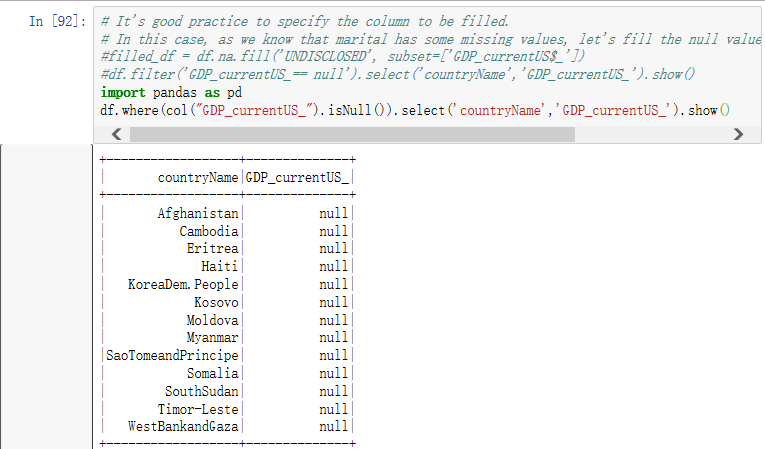 In [92]:
# It's good practice to specify the column to be filled.
# In this case, as we know that marital has some missing values, let's fill the null value
#filled_df = df.na.fill('UNDISCLOSED', subset=['GDP_currentUS$_'])
#df.filter('GDP_currentUS_== null').select('countryName','GDP_currentUS_').show()
import pandas as pd
df.where(col("GDP_currentUS_").isNull()).select('countryName','GDP_currentUS_').show()
+------------------+--------------+
|       countryName|GDP_currentUS_|
+------------------+--------------+
|       Afghanistan|          null|
|          Cambodia|          null|
|           Eritrea|          null|
|             Haiti|          null|
|   KoreaDem.People|          null|
|            Kosovo|          null|
|           Moldova|          null|
|           Myanmar|          null|
|SaoTomeandPrincipe|          null|
|           Somalia|          null|
|        SouthSudan|          null|
|       Timor-Leste|          null|
|   WestBankandGaza|          null|
+------------------+--------------+